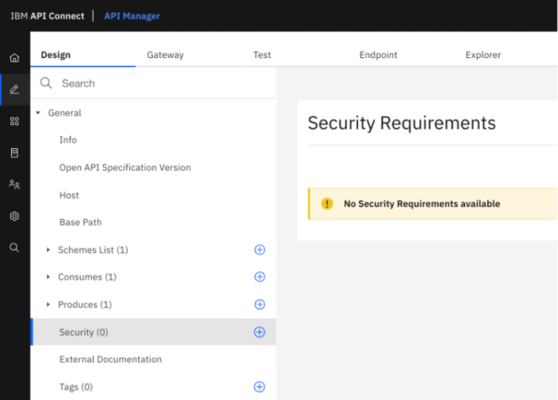 IBM API Connect | API Manager
Design Gateway Test Endpoint Explorer
Search
General
Info
Open API Specification Version
Host
Base Path
Schemes List (1)
Consumes (1)
Produces (1)
Security (0)
External Documentation
Tags (0)
Security Requirements
No Security Requirements available